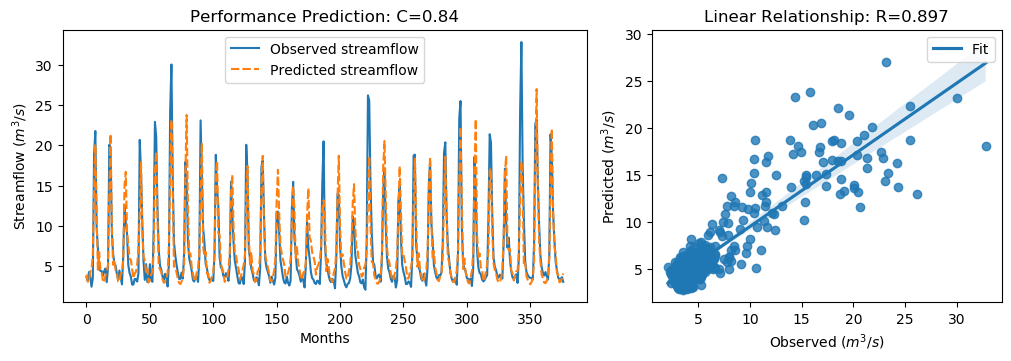 Performance Prediction: C=0.84
Streamflow (m³/s)
30
25
20
15
10
5
Observed streamflow
Predicted streamflow
0 50 100 150 200 250 300 350
Months
Linear Relationship: R=0.897
Predicted (m³/s)
30
25
20
15
10
5
Fit
5 10 15 20 25 30
Observed (m³/s)